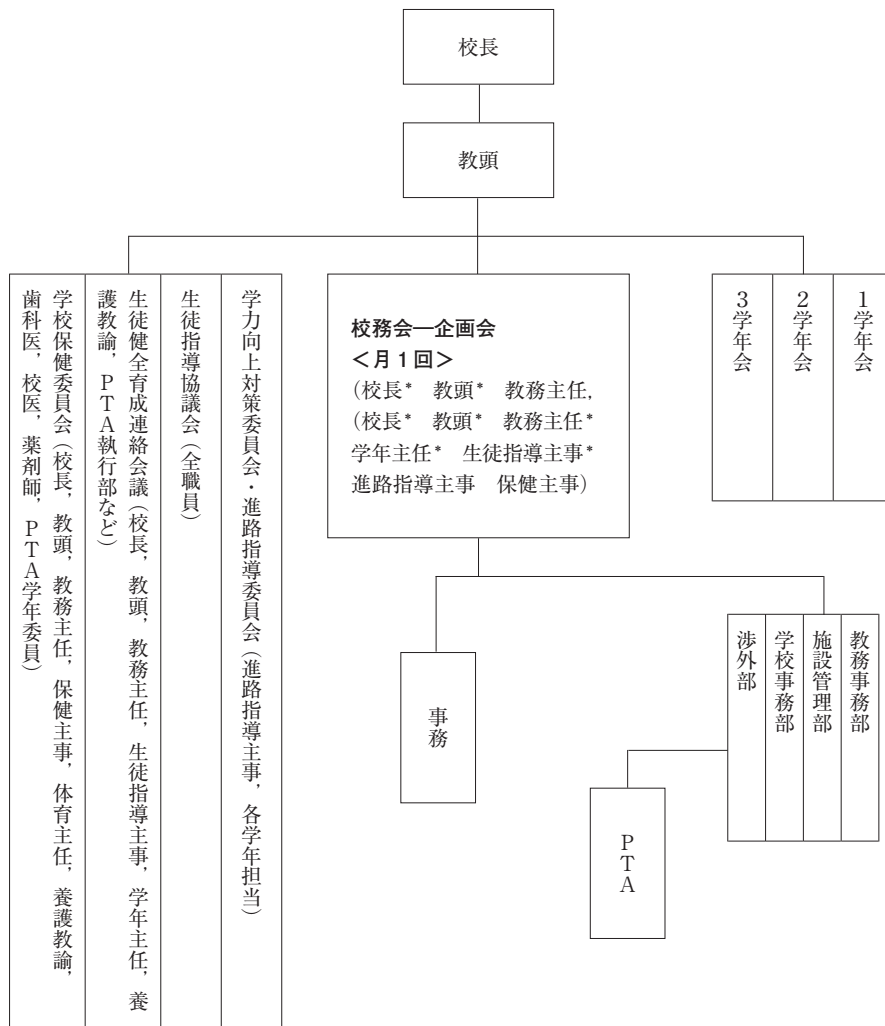 校長
教頭
1学年会
2学年会
3学年会
校務会―企画会
<月1回>
(校長* 教頭* 教務主任,
(校長* 教頭* 教務主任*
学年主任* 生徒指導主事*
進路指導主事 保健主事)
学力向上対策委員会・進路指導委員会(進路指導主事,各学年担当)
生徒指導協議会(全職員)
生徒健全育成連絡会議(校長,教頭,教務主任,生徒指導主事,学年主任,養
護教諭,PTA執行部など)
学校保健委員会(校長,教頭,教務主任,保健主事,体育主任,養護教諭,
歯科医,校医,薬剤師,PTA学年委員)
教務事務部
施設管理部
学校事務部
渉外部
事務
PTA